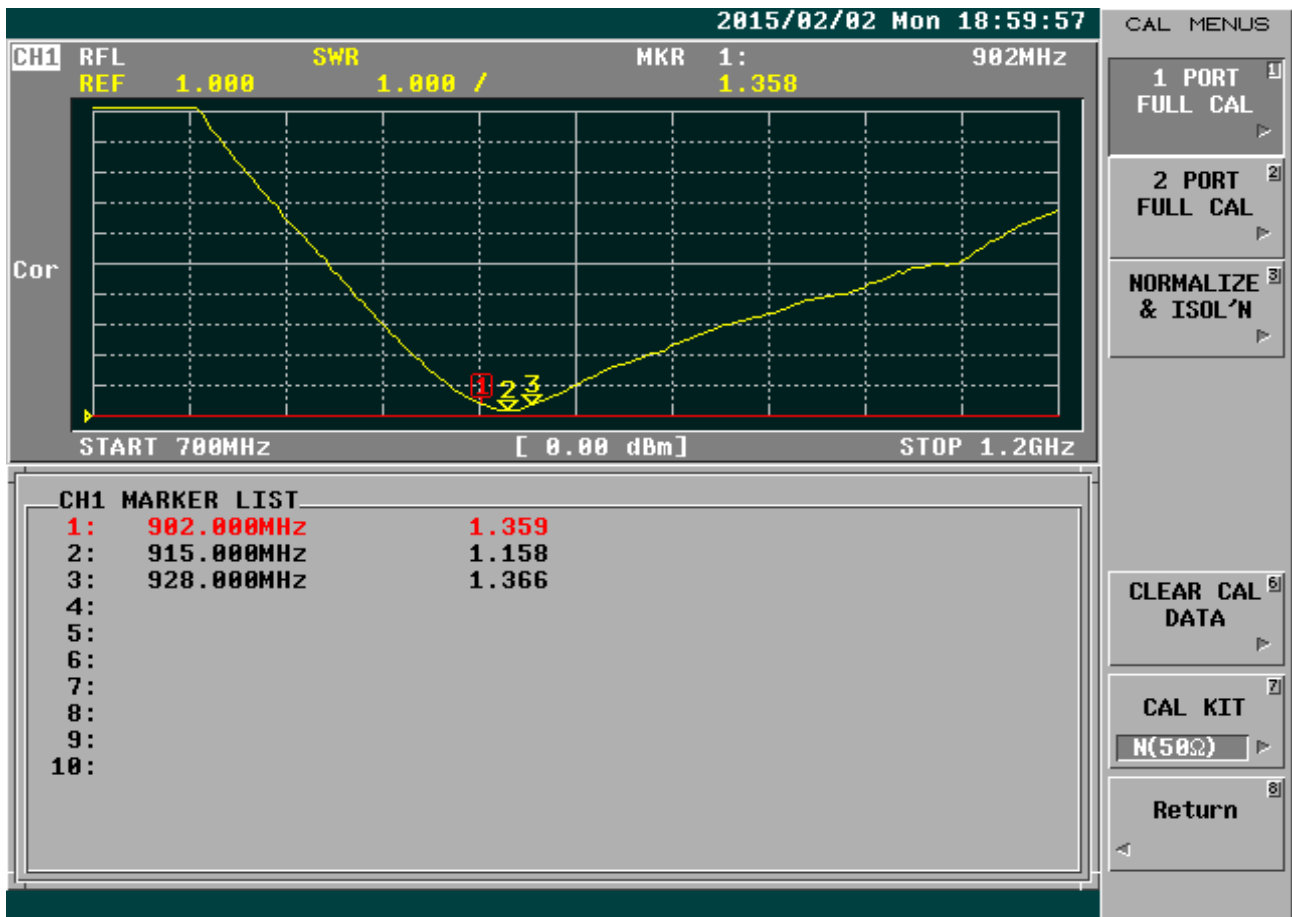 2015/02/02 Mon 18:59:57
CH1 RFL SWR MKR 1: 902MHz
REF 1.000 1.000 / 1.358
Cor
1 2 3
START 700MHz [ 0.00 dBm] STOP 1.2GHz
CH1 MARKER LIST
1: 902.000MHz 1.359
2: 915.000MHz 1.158
3: 928.000MHz 1.366
4:
5:
6:
7:
8:
9:
10:
CAL MENUS
1 PORT 1
FULL CAL
2 PORT 2
FULL CAL
NORMALIZE 3
& ISOL'N
CLEAR CAL 6
DATA
7
CAL KIT
N(50Ω)
8
Return